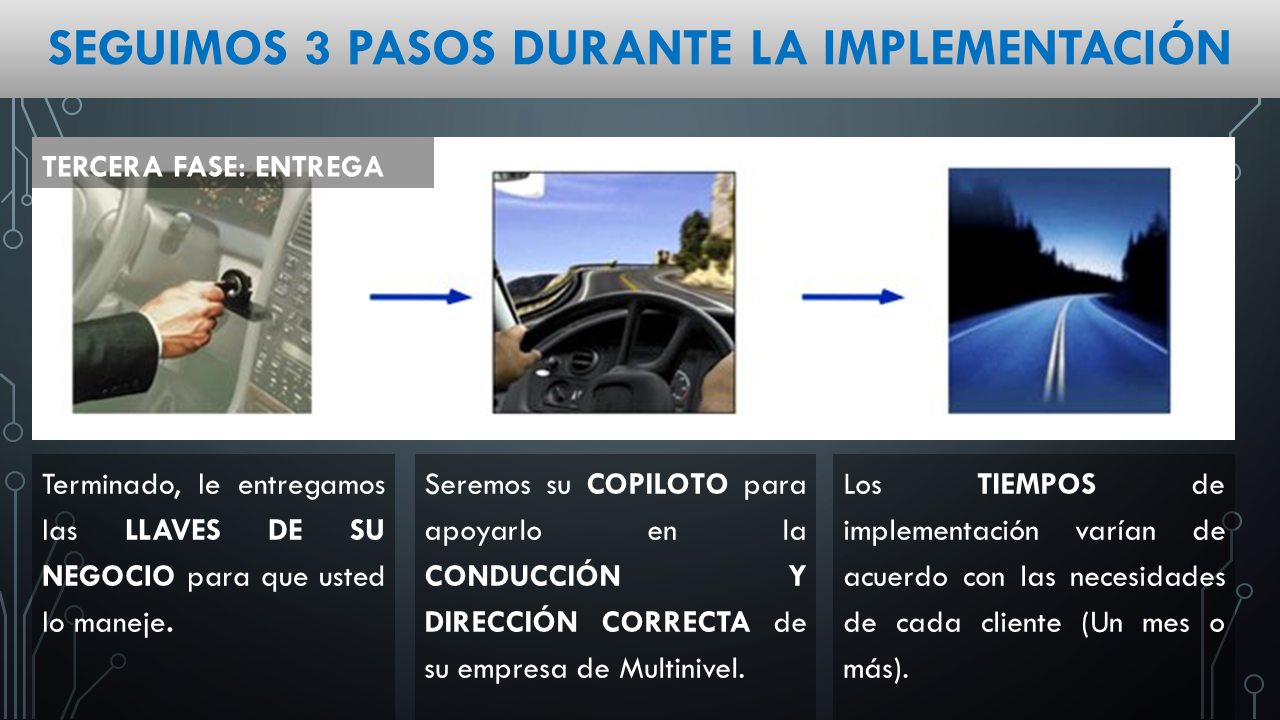 SEGUIMOS 3 PASOS DURANTE LA IMPLEMENTACIÓN
TERCERA FASE: ENTREGA
Terminado, le entregamos
las LLAVES DE SU
NEGOCIO para que usted
lo maneje.
Seremos su COPILOTO para
apoyarlo en la
CONDUCCIÓN Y
DIRECCIÓN CORRECTA de
su empresa de Multinivel.
Los TIEMPOS de
implementación varían de
acuerdo con las necesidades
de cada cliente (Un mes o
más).